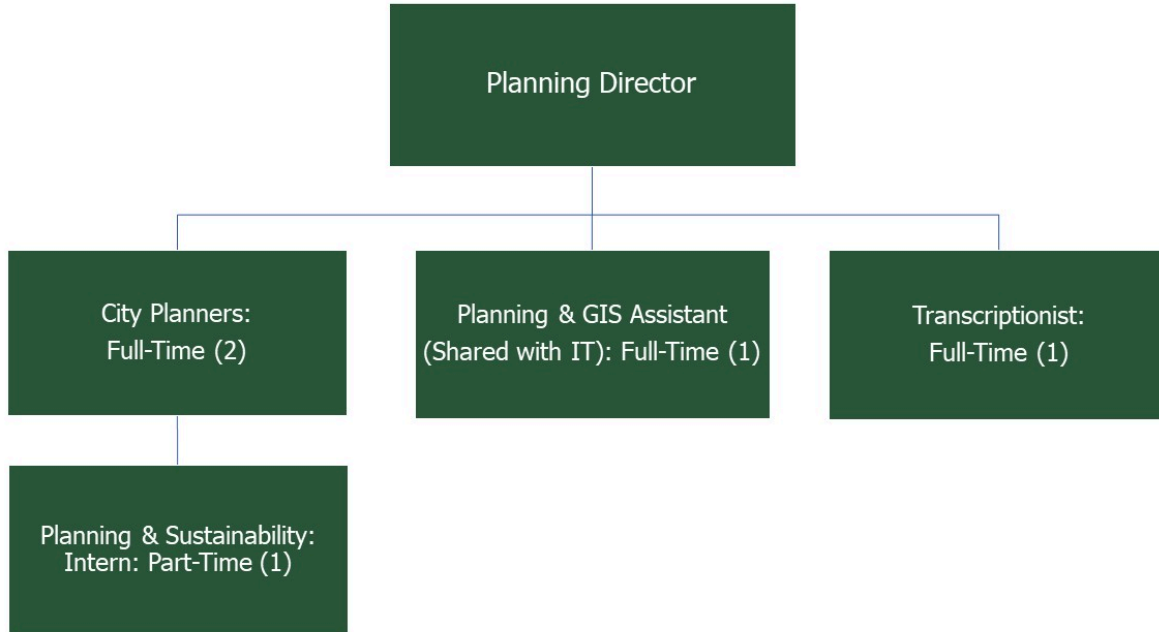 Planning Director
City Planners:
Full-Time (2)
Planning & GIS Assistant
(Shared with IT): Full-Time (1)
Transcriptionist:
Full-Time (1)
Planning & Sustainability:
Intern: Part-Time (1)